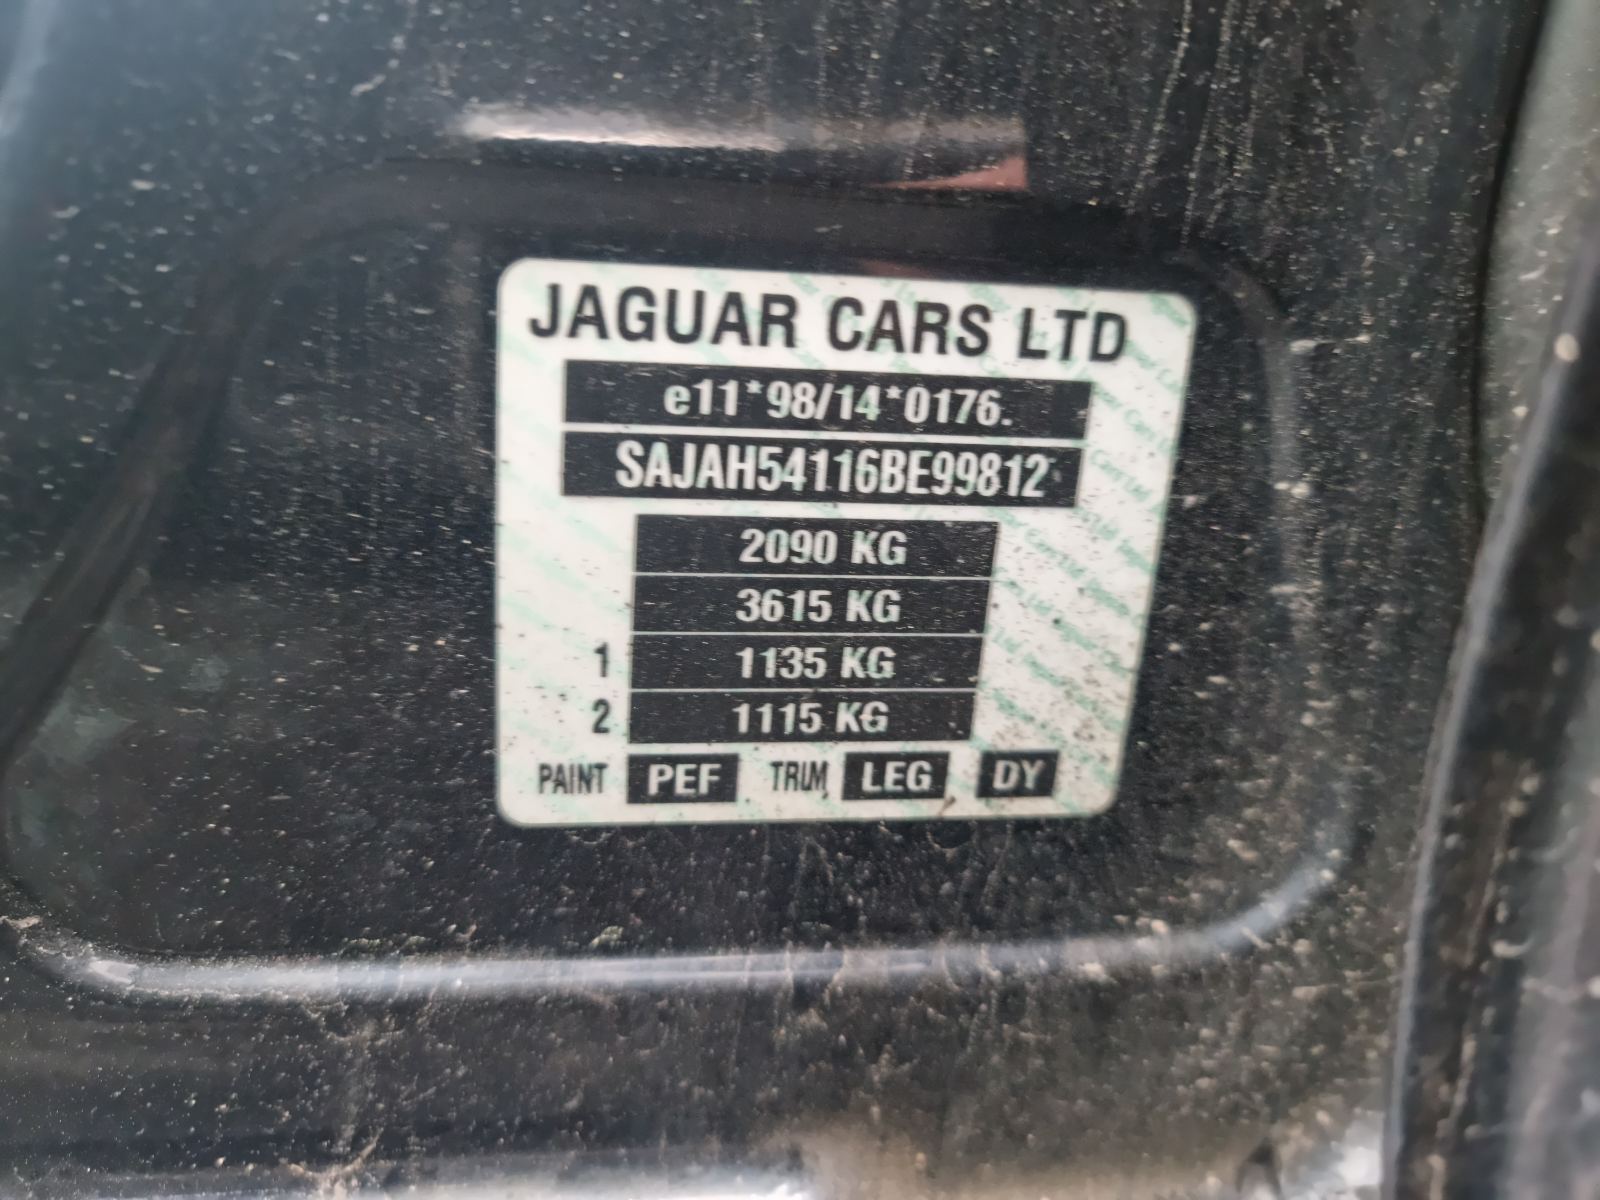 JAGUAR CARS LTD
e11*98/14*0176.
SAJAH54116BE99812
2090 KG
3615 KG
1 1135 KG
2 1115 KG
PAINT PEF TRIM LEG DY